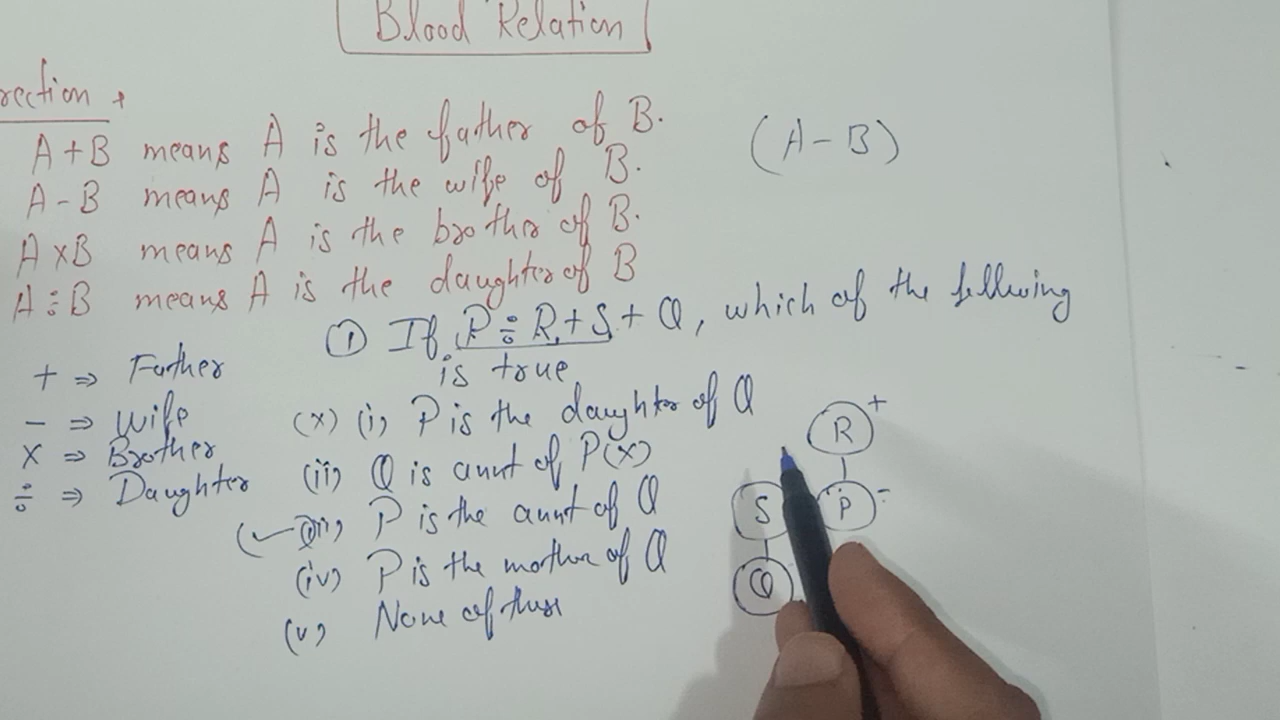 Blood Relation
rection
A + B means A is the father of B.
A - B means A is the wife of B.
A x B means A is the brother of B.
A ÷ B means A is the daughter of B
(A - B)
① If P ÷ R + S + Q, which of the following
is true
+ ⇒ Father
- ⇒ Wife
x ⇒ Brother
÷ ⇒ Daughter
(x) (i) P is the daughter of Q
(ii) Q is aunt of P (x)
P is the aunt of Q
(iv) P is the mother of Q
(v) None of these
R +
S P -
Q